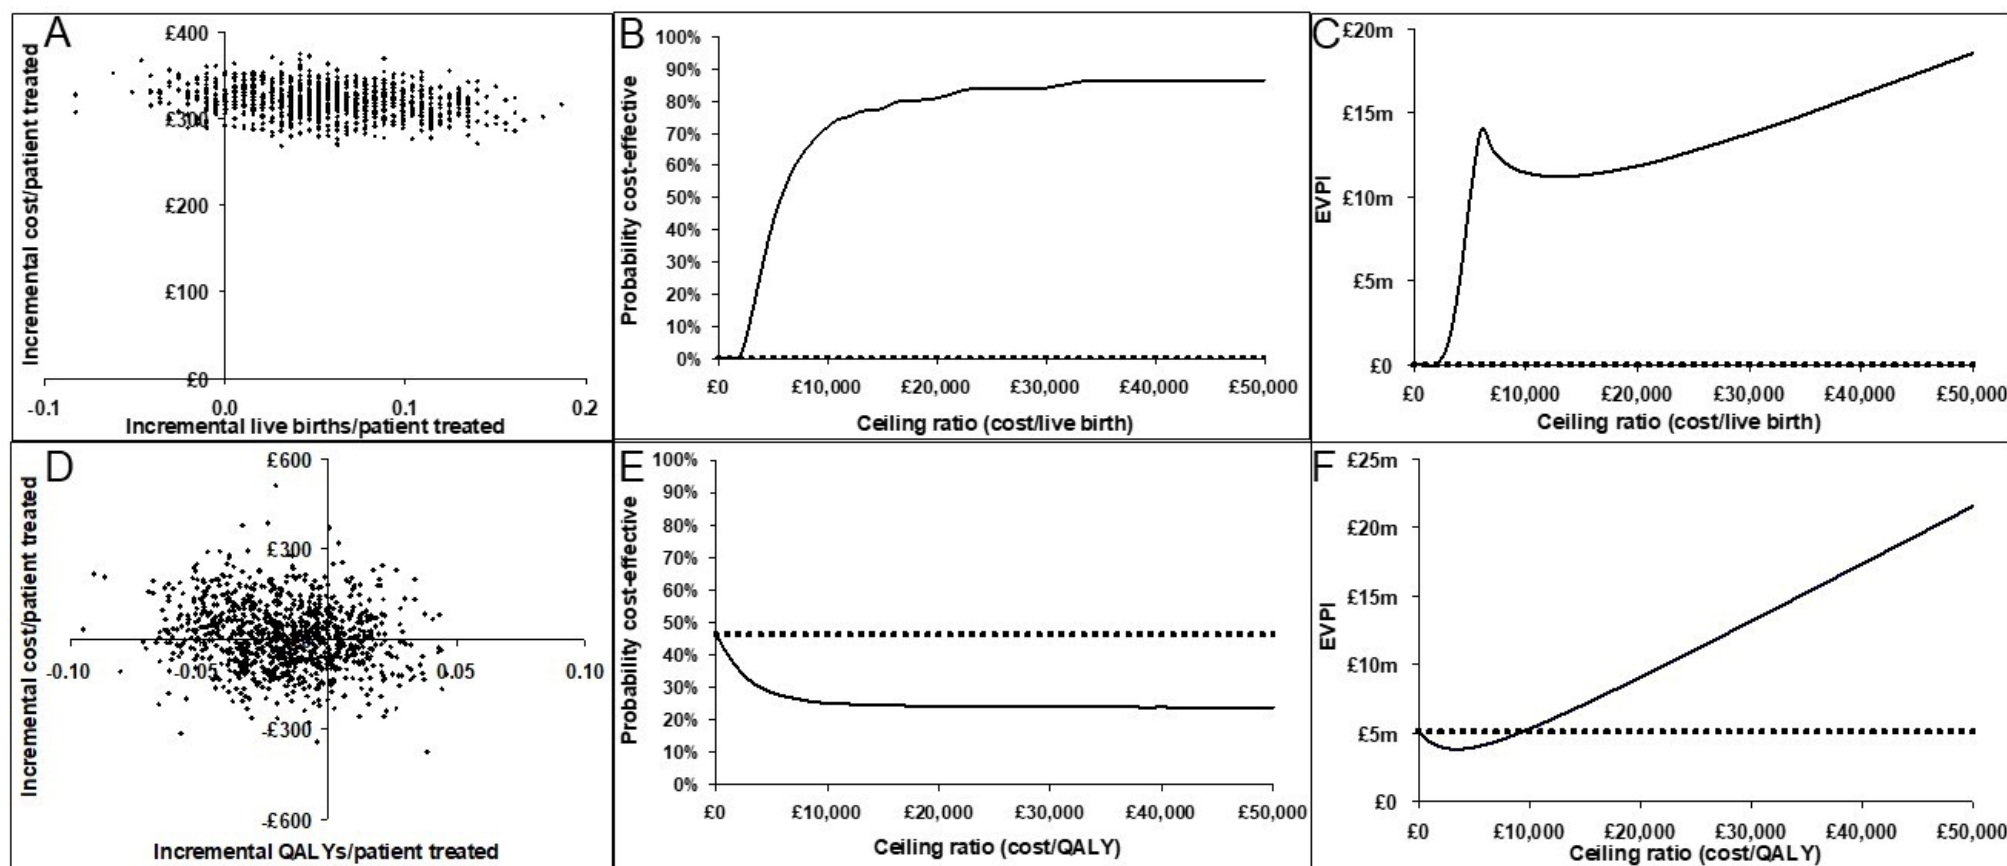 A
£400
£300
£200
£100
£0
-0.1
0.0
0.1
0.2
Incremental cost/patient treated
Incremental live births/patient treated
B
100%
90%
80%
70%
60%
50%
40%
30%
20%
10%
0%
£0
£10,000
£20,000
£30,000
£40,000
£50,000
Probability cost-effective
Ceiling ratio (cost/live birth)
C
£20m
£15m
£10m
£5m
£0
£0
£10,000
£20,000
£30,000
£40,000
£50,000
EVPI
Ceiling ratio (cost/live birth)
D
£600
£300
-£300
-£600
-0.10
-0.05
0.05
0.10
Incremental cost/patient treated
Incremental QALYs/patient treated
E
100%
90%
80%
70%
60%
50%
40%
30%
20%
10%
0%
£0
£10,000
£20,000
£30,000
£40,000
£50,000
Probability cost-effective
Ceiling ratio (cost/QALY)
F
£25m
£20m
£15m
£10m
£5m
£0
£0
£10,000
£20,000
£30,000
£40,000
£50,000
EVPI
Ceiling ratio (cost/QALY)